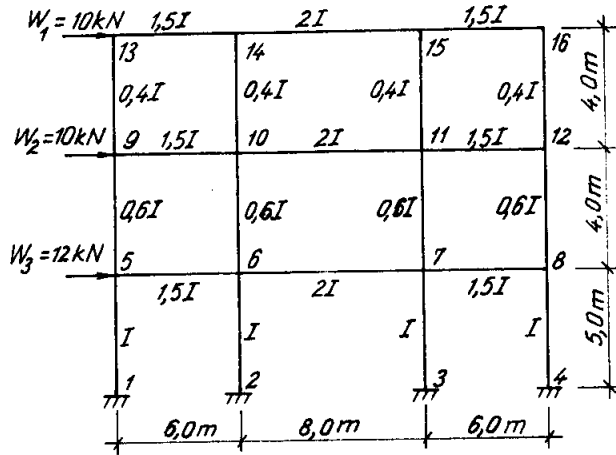 W₁=10kN 1,5I 2I 1,5I
13 14 15 16
0,4I 0,4I 0,4I 0,4I 4,0m
W₂=10kN 9 1,5I 10 2I 11 1,5I 12
0,6I 0,6I 0,6I 0,6I 4,0m
W₃=12kN 5 6 7 8
1,5I 2I 1,5I
I I I I 5,0m
1 2 3 4
6,0m 8,0m 6,0m